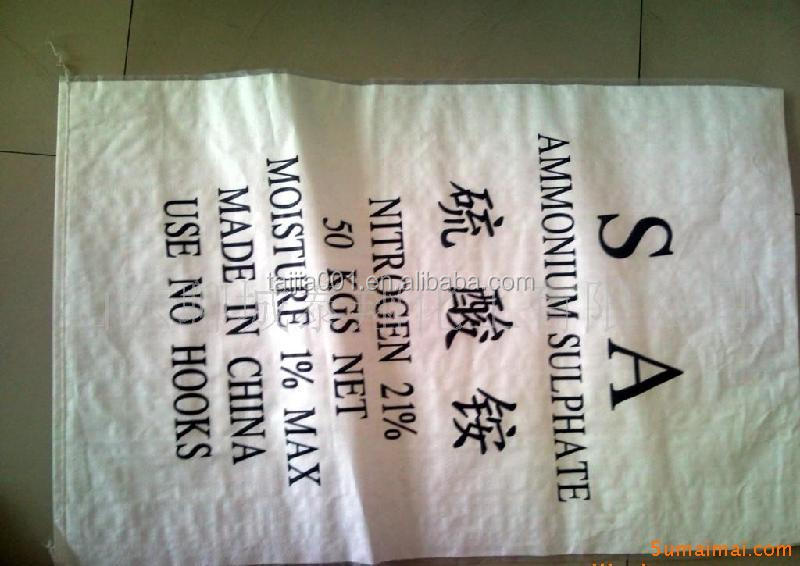 S A
AMMONIUM SULPHATE
硫酸铵
NITROGEN 21%
50 KGS NET
MOISTURE 1% MAX
MADE IN CHINA
USE NO HOOKS
taijia001.en.alibaba.com
5umaimai.com